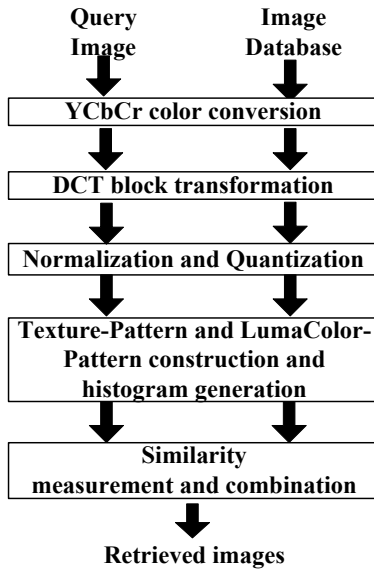 Query Image
Image Database
YCbCr color conversion
DCT block transformation
Normalization and Quantization
Texture-Pattern and LumaColor-
Pattern construction and
histogram generation
Similarity
measurement and combination
Retrieved images